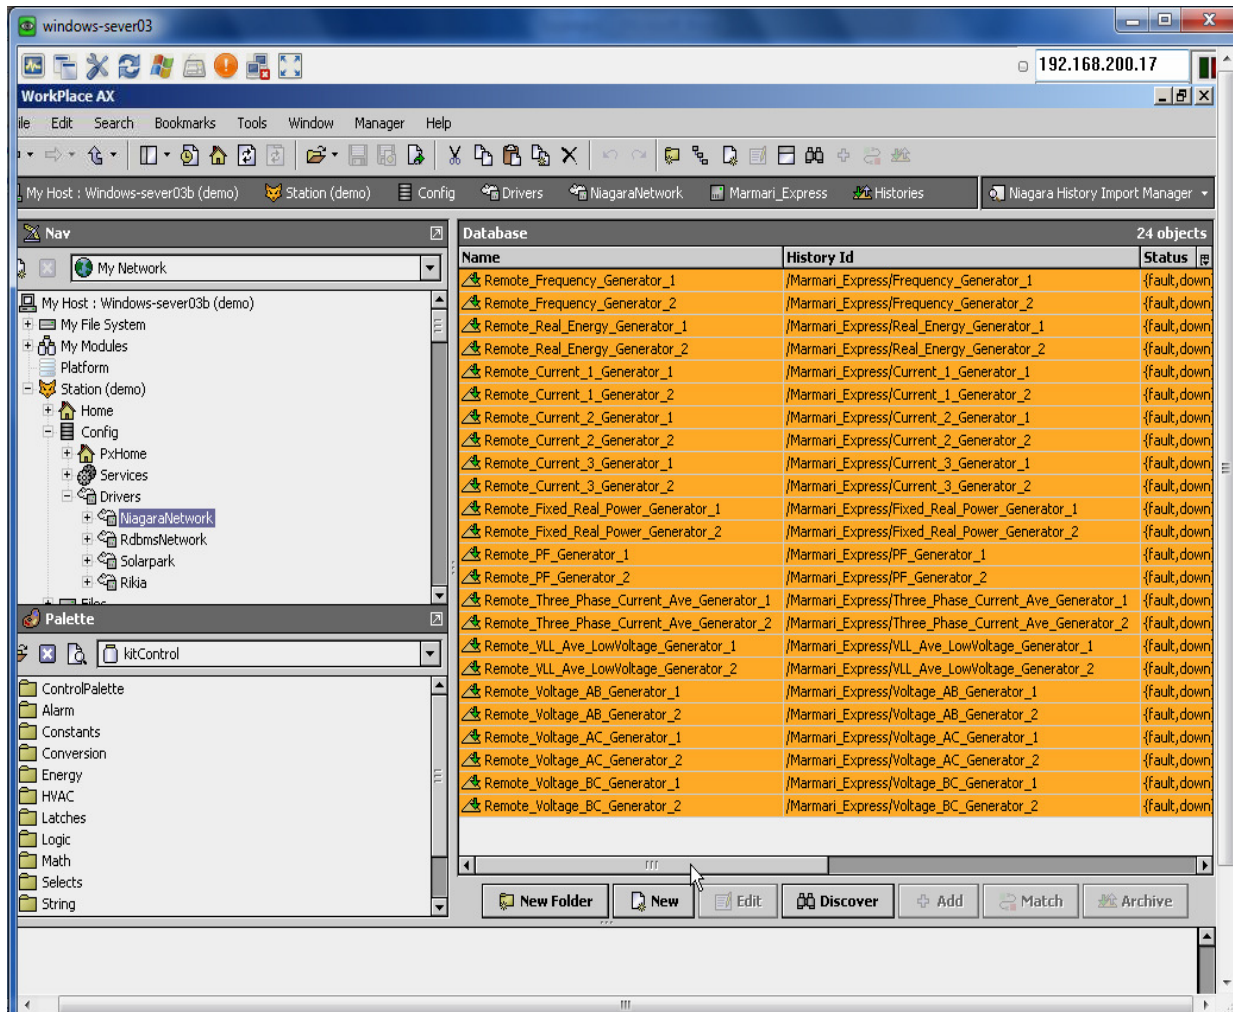 windows-sever03
192.168.200.17
WorkPlace AX
ile Edit Search Bookmarks Tools Window Manager Help
My Host : Windows-sever03b (demo) Station (demo) Config Drivers NiagaraNetwork Marmari_Express Histories Niagara History Import Manager
Nav
My Network
My Host : Windows-sever03b (demo)
My File System
My Modules
Platform
Station (demo)
Home
Config
PxHome
Services
Drivers
NiagaraNetwork
RdbmsNetwork
Solarpark
Rikia
Files
Palette
kitControl
ControlPalette
Alarm
Constants
Conversion
Energy
HVAC
Latches
Logic
Math
Selects
String
Database 24 objects
Name History Id Status
Remote_Frequency_Generator_1 /Marmari_Express/Frequency_Generator_1 {fault,down
Remote_Frequency_Generator_2 /Marmari_Express/Frequency_Generator_2 {fault,down
Remote_Real_Energy_Generator_1 /Marmari_Express/Real_Energy_Generator_1 {fault,down
Remote_Real_Energy_Generator_2 /Marmari_Express/Real_Energy_Generator_2 {fault,down
Remote_Current_1_Generator_1 /Marmari_Express/Current_1_Generator_1 {fault,down
Remote_Current_1_Generator_2 /Marmari_Express/Current_1_Generator_2 {fault,down
Remote_Current_2_Generator_1 /Marmari_Express/Current_2_Generator_1 {fault,down
Remote_Current_2_Generator_2 /Marmari_Express/Current_2_Generator_2 {fault,down
Remote_Current_3_Generator_1 /Marmari_Express/Current_3_Generator_1 {fault,down
Remote_Current_3_Generator_2 /Marmari_Express/Current_3_Generator_2 {fault,down
Remote_Fixed_Real_Power_Generator_1 /Marmari_Express/Fixed_Real_Power_Generator_1 {fault,down
Remote_Fixed_Real_Power_Generator_2 /Marmari_Express/Fixed_Real_Power_Generator_2 {fault,down
Remote_PF_Generator_1 /Marmari_Express/PF_Generator_1 {fault,down
Remote_PF_Generator_2 /Marmari_Express/PF_Generator_2 {fault,down
Remote_Three_Phase_Current_Ave_Generator_1 /Marmari_Express/Three_Phase_Current_Ave_Generator_1 {fault,down
Remote_Three_Phase_Current_Ave_Generator_2 /Marmari_Express/Three_Phase_Current_Ave_Generator_2 {fault,down
Remote_VLL_Ave_LowVoltage_Generator_1 /Marmari_Express/VLL_Ave_LowVoltage_Generator_1 {fault,down
Remote_VLL_Ave_LowVoltage_Generator_2 /Marmari_Express/VLL_Ave_LowVoltage_Generator_2 {fault,down
Remote_Voltage_AB_Generator_1 /Marmari_Express/Voltage_AB_Generator_1 {fault,down
Remote_Voltage_AB_Generator_2 /Marmari_Express/Voltage_AB_Generator_2 {fault,down
Remote_Voltage_AC_Generator_1 /Marmari_Express/Voltage_AC_Generator_1 {fault,down
Remote_Voltage_AC_Generator_2 /Marmari_Express/Voltage_AC_Generator_2 {fault,down
Remote_Voltage_BC_Generator_1 /Marmari_Express/Voltage_BC_Generator_1 {fault,down
Remote_Voltage_BC_Generator_2 /Marmari_Express/Voltage_BC_Generator_2 {fault,down
New Folder New Edit Discover Add Match Archive